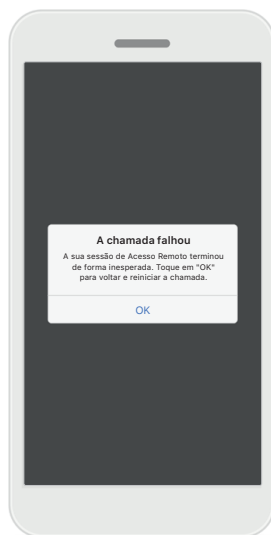 A chamada falhou
A sua sessão de Acesso Remoto terminou
de forma inesperada. Toque em "OK"
para voltar e reiniciar a chamada.
OK